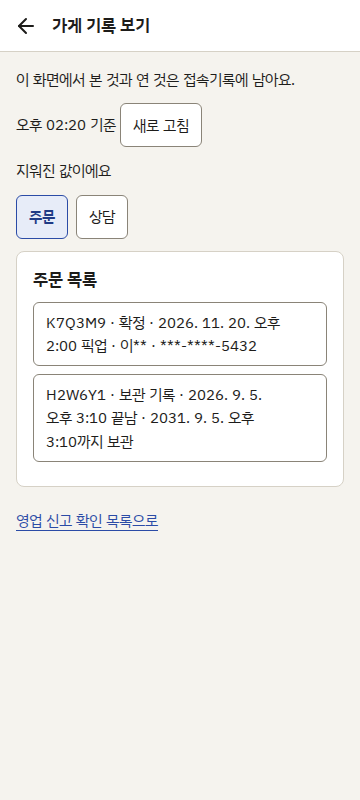 가게 기록 보기
이 화면에서 본 것과 연 것은 접속기록에 남아요.
오후 02:20 기준 새로 고침
지워진 값이에요
주문 상담
주문 목록
K7Q3M9 · 확정 · 2026. 11. 20. 오후
2:00 픽업 · 이** · ***-****-5432
H2W6Y1 · 보관 기록 · 2026. 9. 5.
오후 3:10 끝남 · 2031. 9. 5. 오후
3:10까지 보관
영업 신고 확인 목록으로